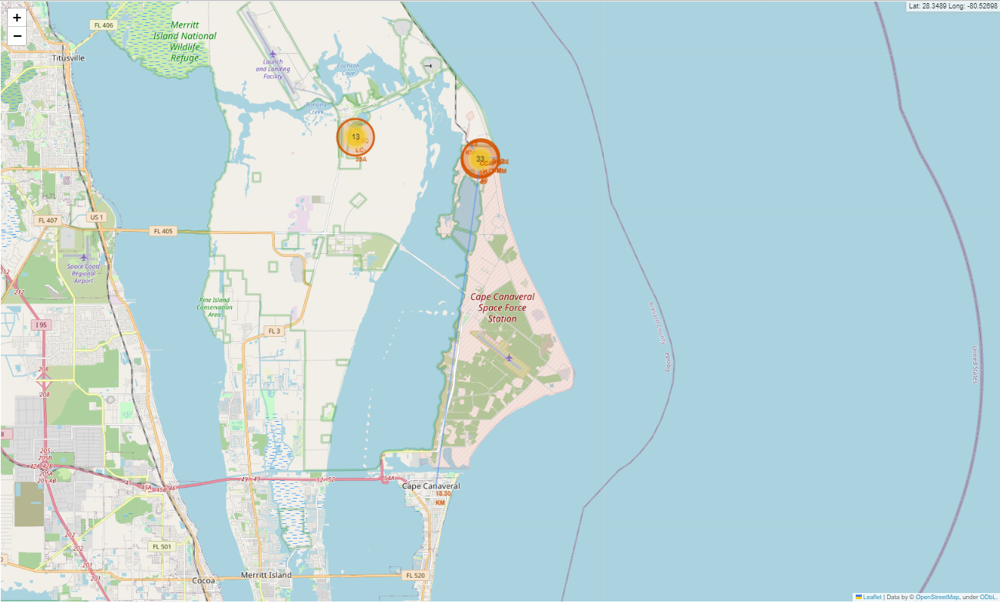 +
−
Lat: 28.3489 Long: -80.52698
FL 406
Merritt
Island National
Wildlife
Refuge
Titusville
Launch
and Landing
Facility
Cochran
Cove
Banana
Creek
13
LC-
39A
33
FL 407
US 1
FL 405
Space Coast
Regional
Airport
212
212
I 95
Pine Island
Conservation
Area
FL 3
Cape Canaveral
Space Force
Station
Brevard County
Florida
United States
208
208
205
205B
42A 42B
205A
205 AB
45
45A
45B
46
49
49
52
52
54A
Cape Canaveral
18.30
KM
202
202
201
201
FL 501
Cocoa
Merritt Island
FL 520
Leaflet | Data by © OpenStreetMap, under ODbL.